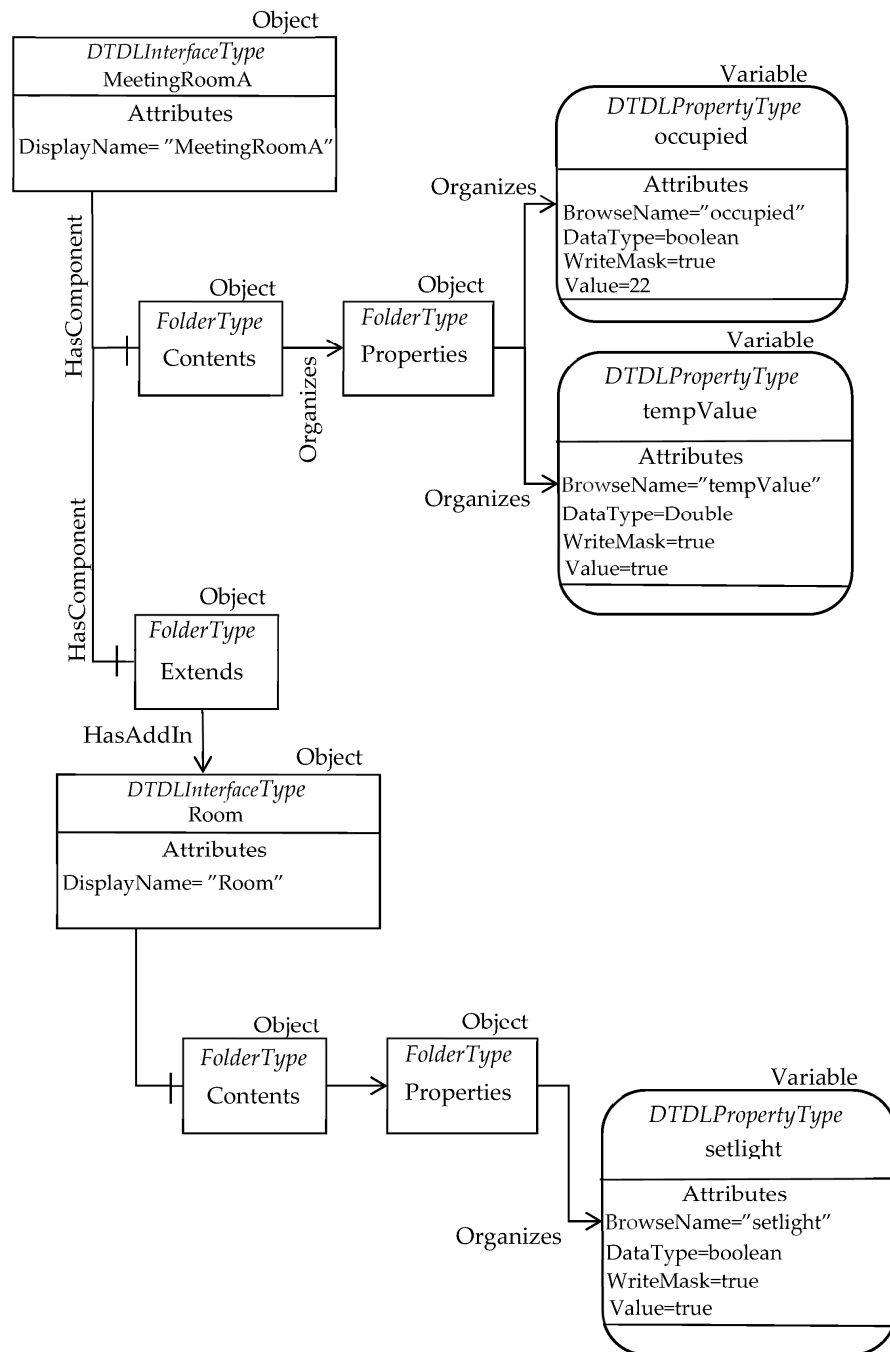 Object
DTDLInterfaceType
MeetingRoomA
Attributes
DisplayName= ”MeetingRoomA”
HasComponent
Object
FolderType
Contents
Organizes
Object
FolderType
Properties
Organizes
Variable
DTDLPropertyType
occupied
Attributes
BrowseName=”occupied”
DataType=boolean
WriteMask=true
Value=22
Organizes
Variable
DTDLPropertyType
tempValue
Attributes
BrowseName=”tempValue”
DataType=Double
WriteMask=true
Value=true
HasComponent
Object
FolderType
Extends
HasAddIn
Object
DTDLInterfaceType
Room
Attributes
DisplayName= ”Room”
Object
FolderType
Contents
Object
FolderType
Properties
Organizes
Variable
DTDLPropertyType
setlight
Attributes
BrowseName=”setlight”
DataType=boolean
WriteMask=true
Value=true